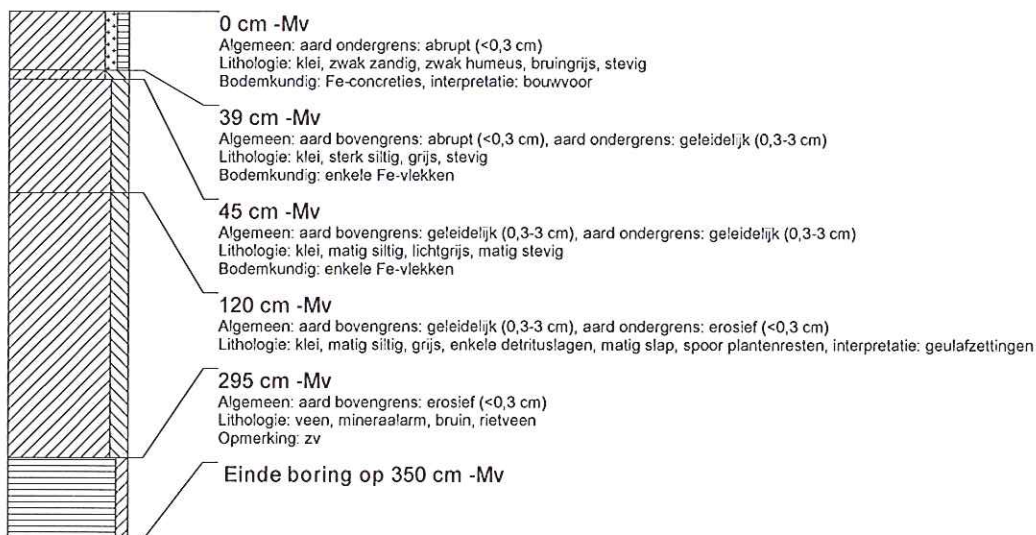 0 cm -Mv
Algemeen: aard ondergrens: abrupt (<0,3 cm)
Lithologie: klei, zwak zandig, zwak humeus, bruingrijs, stevig
Bodemkundig: Fe-concreties, interpretatie: bouwvoor
39 cm -Mv
Algemeen: aard bovengrens: abrupt (<0,3 cm), aard ondergrens: geleidelijk (0,3-3 cm)
Lithologie: klei, sterk siltig, grijs, stevig
Bodemkundig: enkele Fe-vlekken
45 cm -Mv
Algemeen: aard bovengrens: geleidelijk (0,3-3 cm), aard ondergrens: geleidelijk (0,3-3 cm)
Lithologie: klei, matig siltig, lichtgrijs, matig stevig
Bodemkundig: enkele Fe-vlekken
120 cm -Mv
Algemeen: aard bovengrens: geleidelijk (0,3-3 cm), aard ondergrens: erosief (<0,3 cm)
Lithologie: klei, matig siltig, grijs, enkele detrituslagen, matig slap, spoor plantenresten, interpretatie: geulafzettingen
295 cm -Mv
Algemeen: aard bovengrens: erosief (<0,3 cm)
Lithologie: veen, mineraalarm, bruin, rietveen
Opmerking: zv
Einde boring op 350 cm -Mv